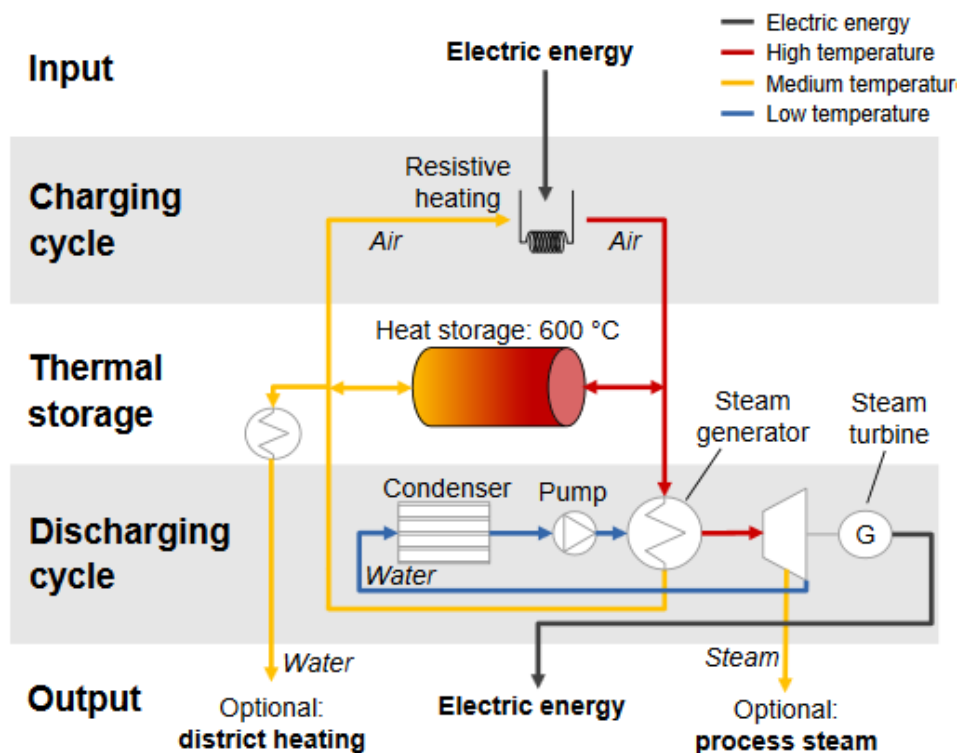 Electric energy
High temperature
Medium temperature
Low temperature
Input
Electric energy
Charging
cycle
Resistive
heating
Air
Air
Thermal
storage
Heat storage: 600 °C
Steam
generator
Steam
turbine
Discharging
cycle
Condenser
Pump
G
Water
Output
Water
Steam
Optional:
district heating
Electric energy
Optional:
process steam